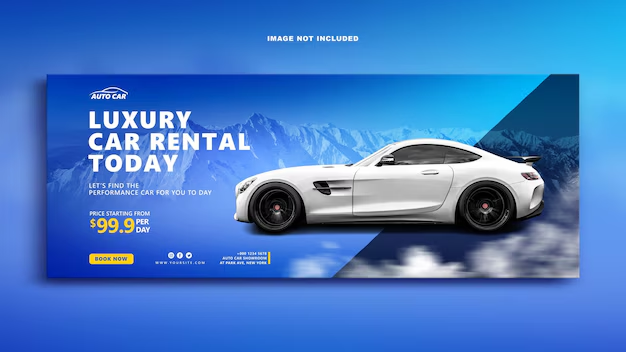 IMAGE NOT INCLUDED
AUTO CAR
LUXURY
CAR RENTAL
TODAY
LET'S FIND THE
PERFORMANCE CAR FOR YOU TO DAY
PRICE STARTING FROM
$99.9 PER
DAY
BOOK NOW
WWW.YOURSITE.COM
+000 1234 5678
AUTO CAR SHOWROOM
AT PARK AVE, NEW YORK